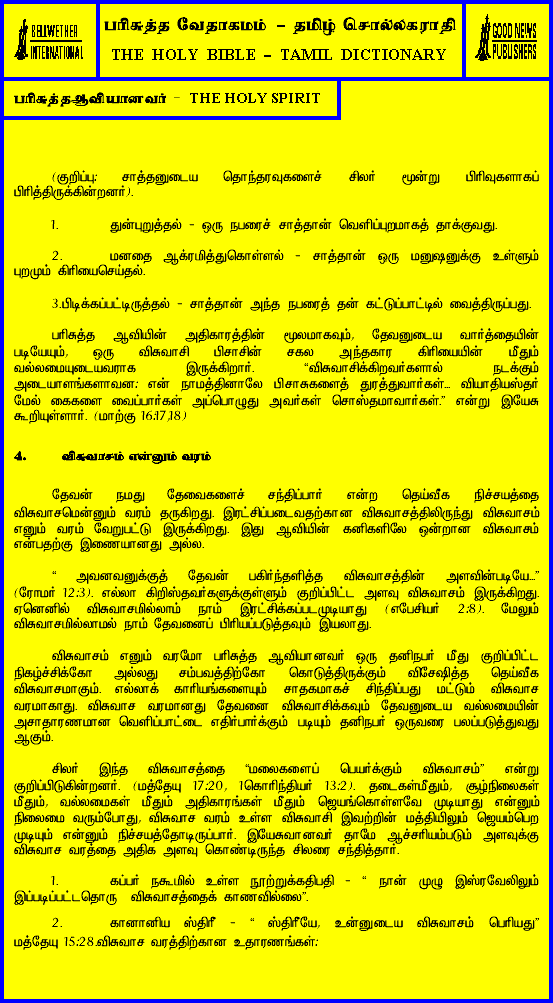 BELLWETHER
INTERNATIONAL
பரிசுத்த வேதாகமம் – தமிழ் சொல்லகராதி
THE HOLY BIBLE – TAMIL DICTIONARY
GOOD NEWS
PUBLISHERS
பரிசுத்தஆவியானவர் – THE HOLY SPIRIT
(குறிப்பு: சாத்தனுடைய தொந்தரவுகளைச் சிலர் மூன்று பிரிவுகளாகப்
பிரித்திருக்கின்றனர்).
1. துன்புறுத்தல் – ஒரு நபரைச் சாத்தான் வெளிப்புறமாகத் தாக்குவது.
2. மனதை ஆக்ரமித்துகொள்ளல் – சாத்தான் ஒரு மனுஷனுக்கு உள்ளும்
புறமும் கிரியைசெய்தல்.
3.பிடிக்கப்பட்டிருத்தல் – சாத்தான் அந்த நபரைத் தன் கட்டுப்பாட்டில் வைத்திருப்பது.
பரிசுத்த ஆவியின் அதிகாரத்தின் மூலமாகவும், தேவனுடைய வார்த்தையின்
படியேயும், ஒரு விசுவாசி பிசாசின் சகல அந்தகார கிரியையின் மீதும்
வல்லமையுடையவராக இருக்கிறார். “விசுவாசிக்கிறவர்களால் நடக்கும்
அடையாளங்களாவன: என் நாமத்தினாலே பிசாசுகளைத் துரத்துவார்கள்... வியாதியஸ்தர்
மேல் கைகளை வைப்பார்கள் அப்பொழுது அவர்கள் சொஸ்தமாவார்கள்.” என்று இயேசு
கூறியுள்ளார். (மாற்கு 16:17,18)
4. விசுவாசம் என்னும் வரம்
தேவன் நமது தேவைகளைச் சந்திப்பார் என்ற தெய்வீக நிச்சயத்தை
விசுவாசமென்னும் வரம் தருகிறது. இரட்சிப்படைவதற்கான விசுவாசத்திலிருந்து விசுவாசம்
எனும் வரம் வேறுபட்டு இருக்கிறது. இது ஆவியின் கனிகளிலே ஒன்றான விசுவாசம்
என்பதற்கு இணையானது அல்ல.
“ அவனவனுக்குத் தேவன் பகிர்ந்தளித்த விசுவாசத்தின் அளவின்படியே...”
(ரோமர் 12:3). எல்லா கிறிஸ்தவர்களுக்குள்ளும் குறிப்பிட்ட அளவு விசுவாசம் இருக்கிறது.
ஏனெனில் விசுவாசமில்லாம் நாம் இரட்சிக்கப்படமுடியாது (எபேசியர் 2:8). மேலும்
விசுவாசமில்லாமல் நாம் தேவனைப் பிரியப்படுத்தவும் இயலாது.
விசுவாசம் எனும் வரமோ பரிசுத்த ஆவியானவர் ஒரு தனிநபர் மீது குறிப்பிட்ட
நிகழ்ச்சிக்கோ அல்லது சம்பவத்திற்கோ கொடுத்திருக்கும் விசேஷித்த தெய்வீக
விசுவாசமாகும். எல்லாக் காரியங்களையும் சாதகமாகச் சிந்திப்பது மட்டும் விசுவாச
வரமாகாது. விசுவாச வரமானது தேவனை விசுவாசிக்கவும் தேவனுடைய வல்லமையின்
அசாதாரணமான வெளிப்பாட்டை எதிர்பார்க்கும் படியும் தனிநபர் ஒருவரை பலப்படுத்துவது
ஆகும்.
சிலர் இந்த விசுவாசத்தை “மலைகளைப் பெயர்க்கும் விசுவாசம்” என்று
குறிப்பிடுகின்றனர். (மத்தேயு 17:20, 1கொரிந்தியர் 13:2). தடைகள்மீதும், சூழ்நிலைகள்
மீதும், வல்லமைகள் மீதும் அதிகாரங்கள் மீதும் ஜெயங்கொள்ளவே முடியாது என்னும்
நிலைமை வரும்போது, விசுவாச வரம் உள்ள விசுவாசி இவற்றின் மத்தியிலும் ஜெயம்பெற
முடியும் என்னும் நிச்சயத்தோடிருப்பார். இயேசுவானவர் தாமே ஆச்சரியம்படும் அளவுக்கு
விசுவாச வரத்தை அதிக அளவு கொண்டிருந்த சிலரை சந்தித்தார்.
1. கப்பர் நகூமில் உள்ள நூற்றுக்கதிபதி – “ நான் முழு இஸ்ரவேலிலும்
இப்படிப்பட்டதொரு விசுவாசத்தைக் காணவில்லை”.
2. கானானிய ஸ்திரீ – “ ஸ்திரீயே, உன்னுடைய விசுவாசம் பெரியது”
மத்தேயு 15:28.விசுவாச வரத்திற்கான உதாரணங்கள்: